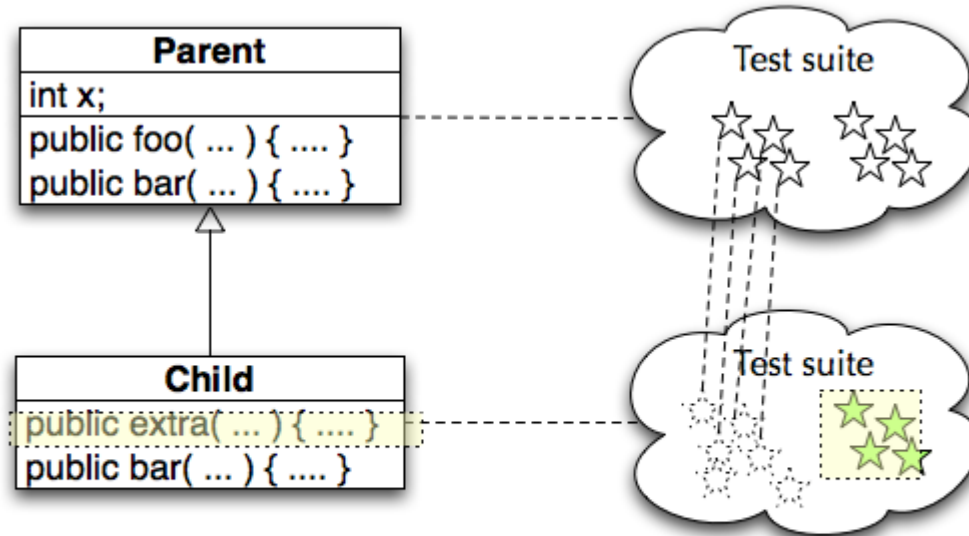 Parent
int x;
public foo( ... ) { .... }
public bar( ... ) { .... }
Test suite
Child
public extra( ... ) { .... }
public bar( ... ) { .... }
Test suite